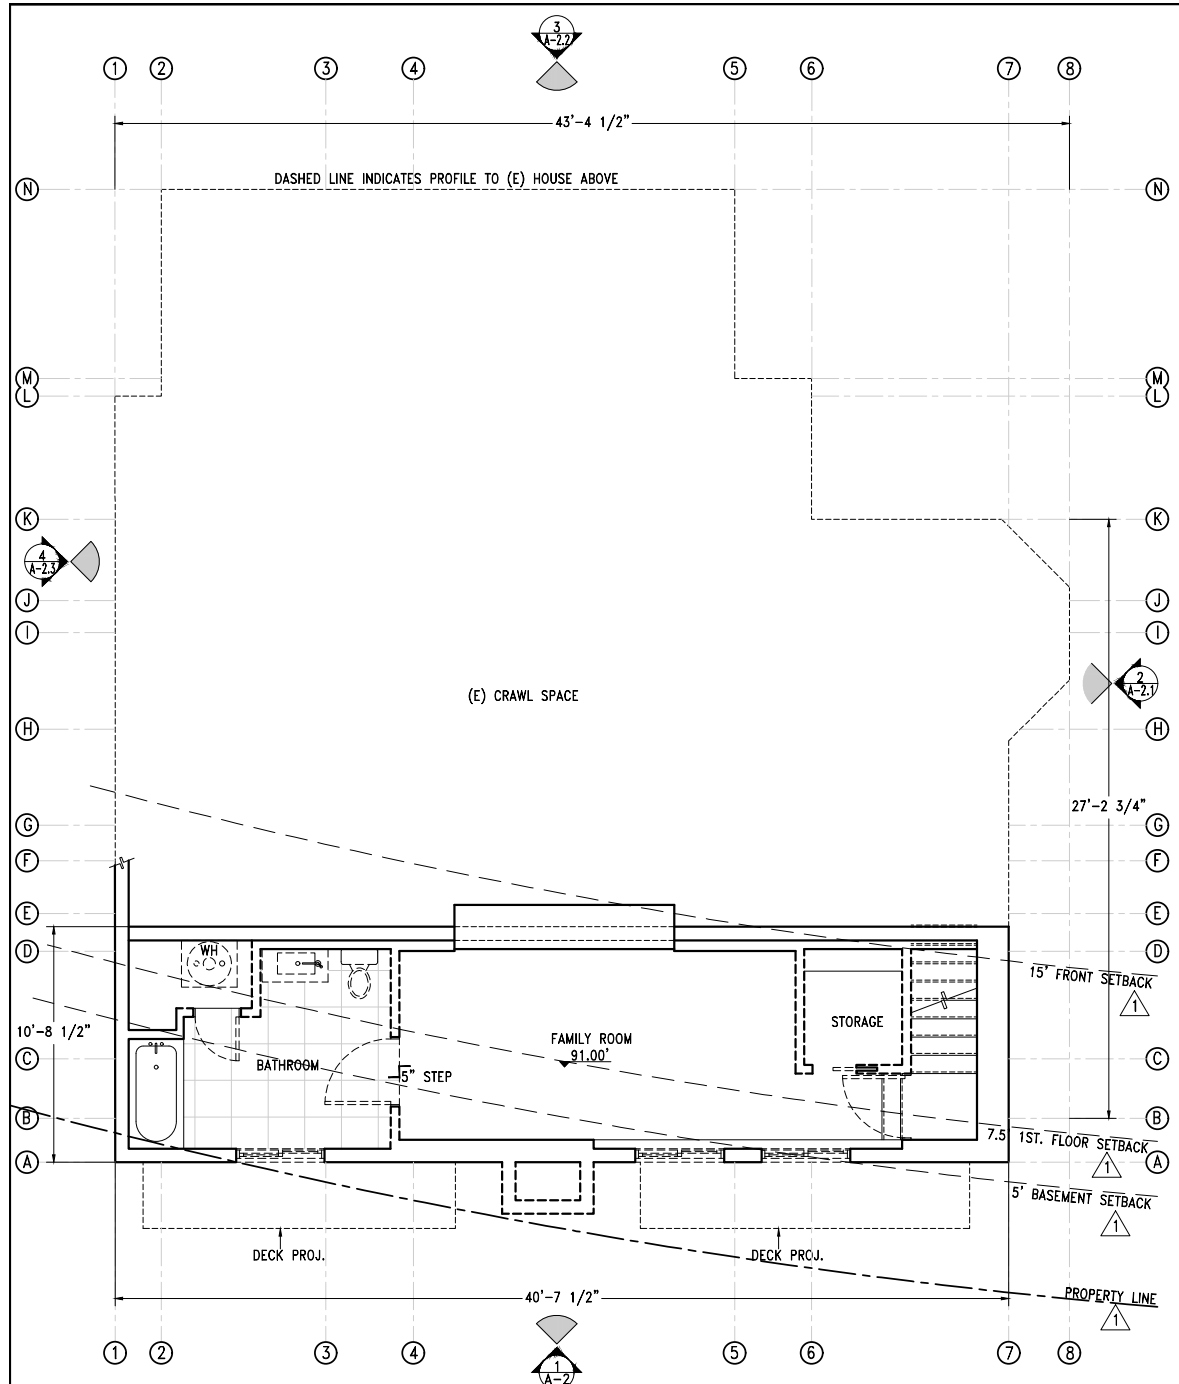 3
A-2.2
1 2 3 4 5 6 7 8
43'-4 1/2"
DASHED LINE INDICATES PROFILE TO (E) HOUSE ABOVE
N N
M M
L L
K K
4
A-2.3
J J
I I
2
A-2.1
(E) CRAWL SPACE
H H
27'-2 3/4"
G G
F F
E E
D D
WH
15' FRONT SETBACK
1
10'-8 1/2"
STORAGE
FAMILY ROOM
91.00'
C C
BATHROOM
5" STEP
B B
7.5' 1ST. FLOOR SETBACK
1
A A
5' BASEMENT SETBACK
1
DECK PROJ. DECK PROJ.
40'-7 1/2"
PROPERTY LINE
1
1 2 3 4 5 6 7 8
1
A-2